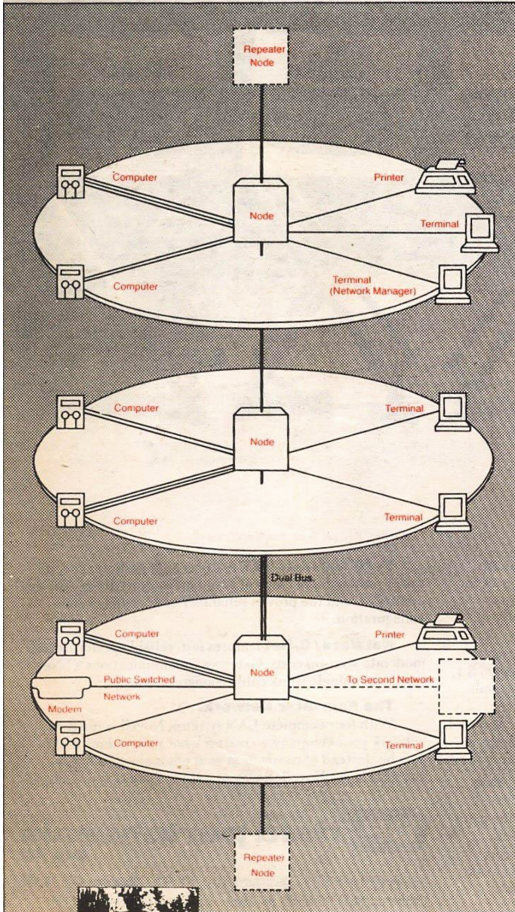 Repeater
Node
Computer
Printer
Node
Terminal
Computer
Terminal
(Network Manager)
Computer
Terminal
Node
Computer
Terminal
Dual Bus.
Computer
Printer
Node
Public Switched
To Second Network
Network
Modem
Computer
Terminal
Repeater
Node